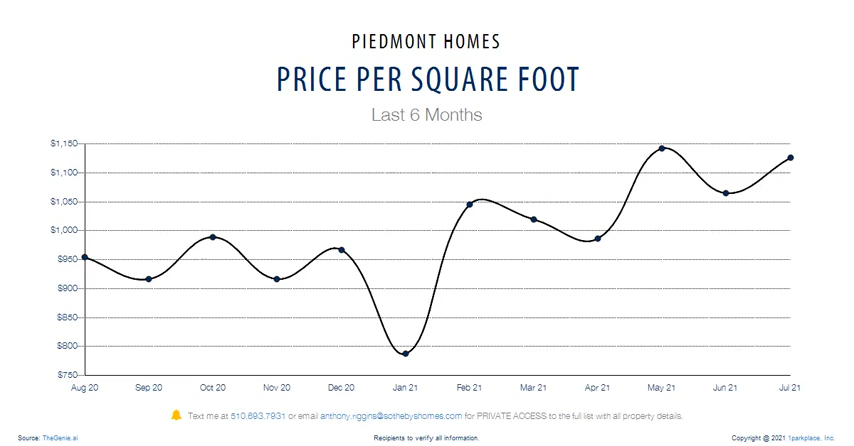 PIEDMONT HOMES
PRICE PER SQUARE FOOT
Last 6 Months
$1,150
$1,100
$1,050
$1,000
$950
$900
$850
$800
$750
Aug 20 Sep 20 Oct 20 Nov 20 Dec 20 Jan 21 Feb 21 Mar 21 Apr 21 May 21 Jun 21 Jul 21
Text me at 510.693.7931 or email anthony.riggins@sothebyshomes.com for PRIVATE ACCESS to the full list with all property details.
Source: TheGenie.ai Recipients to verify all information. Copyright @ 2021 1parkplace, Inc.